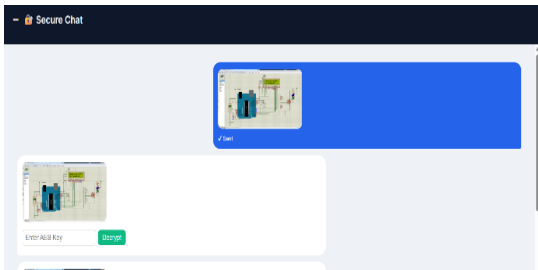 Secure Chat
✓ Sent
Enter AES Key
Decrypt